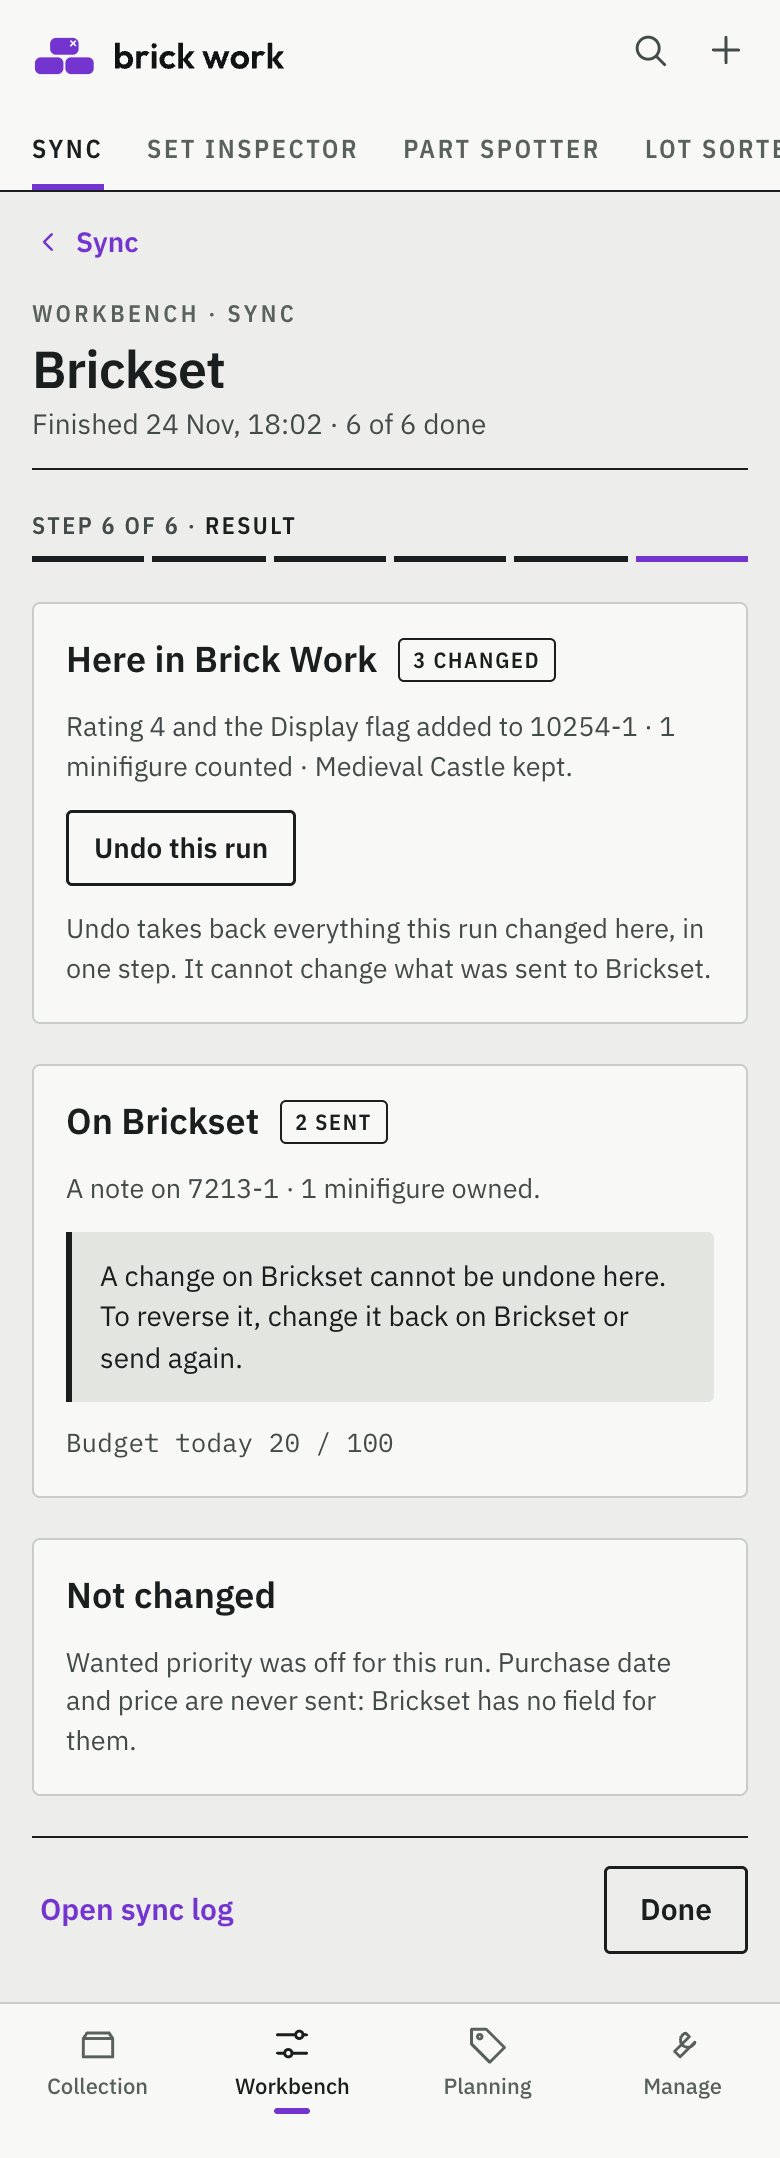 brick work
SYNC SET INSPECTOR PART SPOTTER LOT SORTE
Sync
WORKBENCH · SYNC
Brickset
Finished 24 Nov, 18:02 · 6 of 6 done
STEP 6 OF 6 · RESULT
Here in Brick Work 3 CHANGED
Rating 4 and the Display flag added to 10254-1 · 1
minifigure counted · Medieval Castle kept.
Undo this run
Undo takes back everything this run changed here, in
one step. It cannot change what was sent to Brickset.
On Brickset 2 SENT
A note on 7213-1 · 1 minifigure owned.
A change on Brickset cannot be undone here.
To reverse it, change it back on Brickset or
send again.
Budget today 20 / 100
Not changed
Wanted priority was off for this run. Purchase date
and price are never sent: Brickset has no field for
them.
Open sync log Done
Collection Workbench Planning Manage